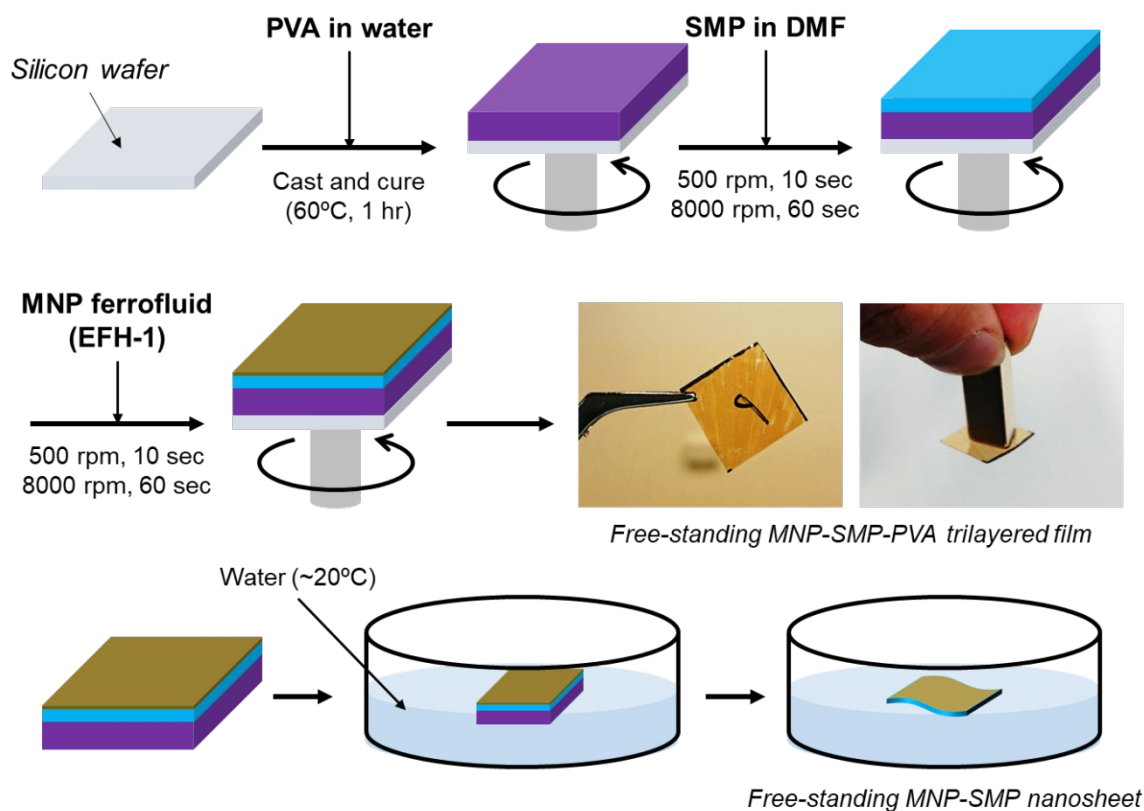 PVA in water
SMP in DMF
Silicon wafer
Cast and cure
(60ºC, 1 hr)
500 rpm, 10 sec
8000 rpm, 60 sec
MNP ferrofluid
(EFH-1)
500 rpm, 10 sec
8000 rpm, 60 sec
Free-standing MNP-SMP-PVA trilayered film
Water (~20ºC)
Free-standing MNP-SMP nanosheet